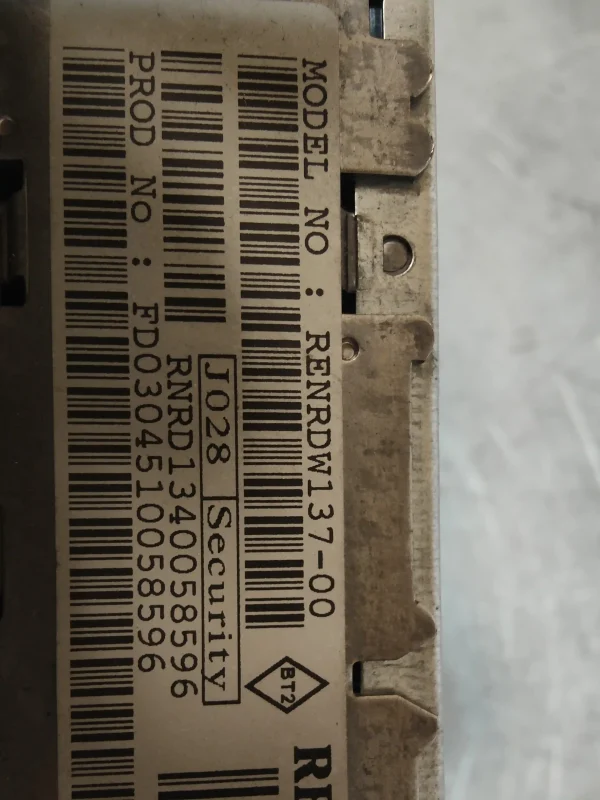 MODEL NO : RENRDW137-00
BT2
J028 Security
RNRD1340058596
PROD NO : FD0304510058596